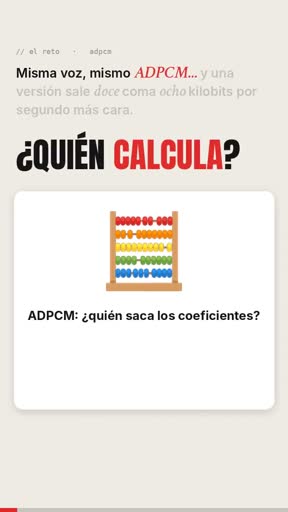 // el reto · adpcm
Misma voz, mismo ADPCM... y una
versión sale doce coma ocho kilobits por
segundo más cara.
¿QUIÉN CALCULA?
ADPCM: ¿quién saca los coeficientes?